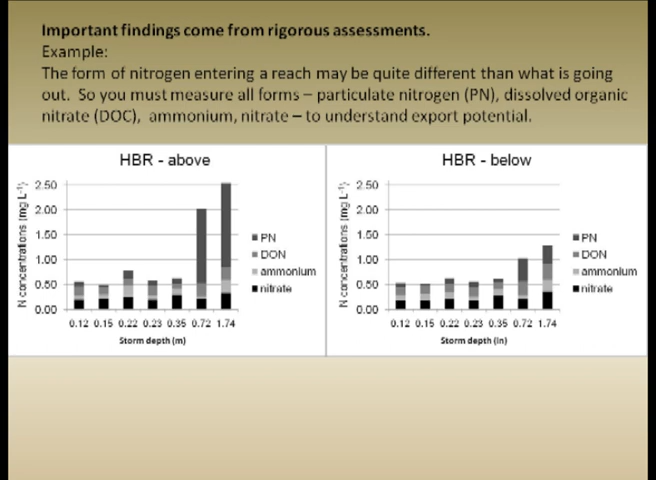 Important findings come from rigorous assessments.
Example:
The form of nitrogen entering a reach may be quite different than what is going
out. So you must measure all forms – particulate nitrogen (PN), dissolved organic
nitrate (DOC), ammonium, nitrate – to understand export potential.
HBR - above
N concentrations (mg L⁻¹)
2.50
2.00
1.50
1.00
0.50
0.00
0.12 0.15 0.22 0.23 0.35 0.72 1.74
Storm depth (m)
PN
DON
ammonium
nitrate
HBR - below
N concentrations (mg L⁻¹)
2.50
2.00
1.50
1.00
0.50
0.00
0.12 0.15 0.22 0.23 0.35 0.72 1.74
Storm depth (in)
PN
DON
ammonium
nitrate